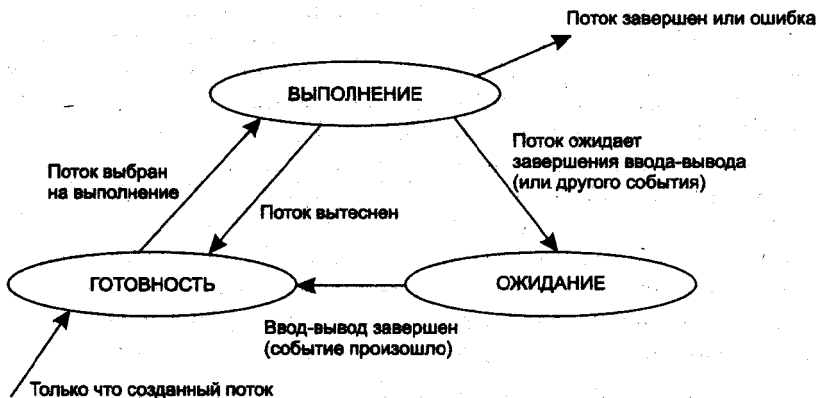 Поток завершен или ошибка
ВЫПОЛНЕНИЕ
Поток ожидает
завершения ввода-вывода
(или другого события)
Поток выбран
на выполнение
Поток вытеснен
ГОТОВНОСТЬ
ОЖИДАНИЕ
Ввод-вывод завершен
(событие произошло)
Только что созданный поток